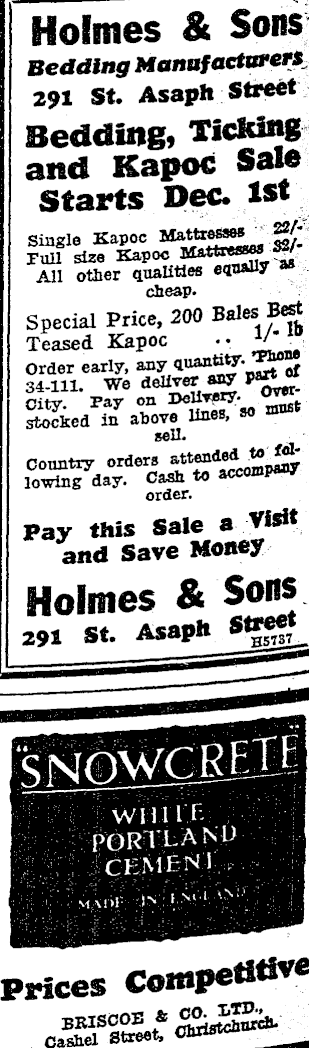 Holmes & Sons
Bedding Manufacturers
291 St. Asaph Street
Bedding, Ticking
and Kapoc Sale
Starts Dec. 1st
Single Kapoc Mattresses 22/-
Full size Kapoc Mattresses 32/-
All other qualities equally as
cheap.
Special Price, 200 Bales Best
Teased Kapoc .. 1/- lb
Order early, any quantity. 'Phone
34-111. We deliver any part of
City. Pay on Delivery. Over-
stocked in above lines, so must
sell.
Country orders attended to fol-
lowing day. Cash to accompany
order.
Pay this Sale a Visit
and Save Money
Holmes & Sons
291 St. Asaph Street
H5737
"SNOWCRETE"
WHITE
PORTLAND
CEMENT
MADE IN ENGLAND
Prices Competitive
BRISCOE & CO. LTD.,
Cashel Street, Christchurch.